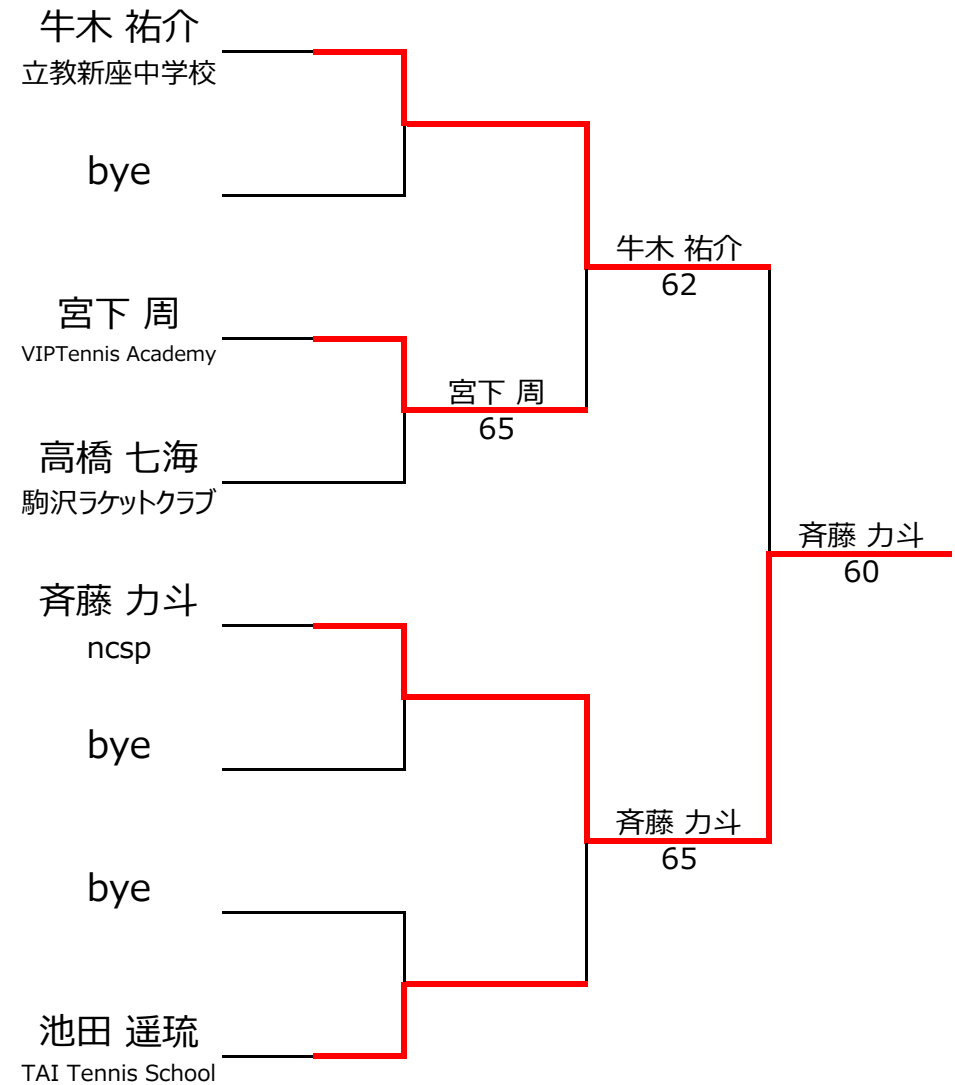 牛木 祐介
立教新座中学校
bye
牛木 祐介
62
宮下 周
VIPTennis Academy
宮下 周
65
高橋 七海
駒沢ラケットクラブ
斉藤 力斗
60
斉藤 力斗
ncsp
bye
斉藤 力斗
65
bye
池田 遥琉
TAI Tennis School